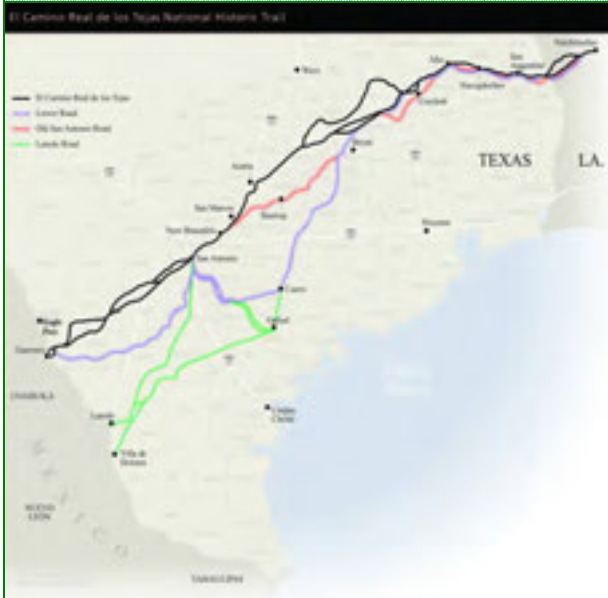 El Camino Real de los Tejas National Historic Trail
Natchitoches
Waco
Alto
San
Augustine
Nacogdoches
Crockett
El Camino Real de los Tejas
Lower Road
Old San Antonio Road
Laredo Road
Bryan
TEXAS
LA.
Austin
San Marcos
Bastrop
New Braunfels
Houston
San Antonio
Cuero
Eagle
Pass
Goliad
Guerrero
COAHUILA
Laredo
Corpus
Christi
Villa de
Dolores
NUEVO
LEÓN
MEXICO
TAMAULIPAS